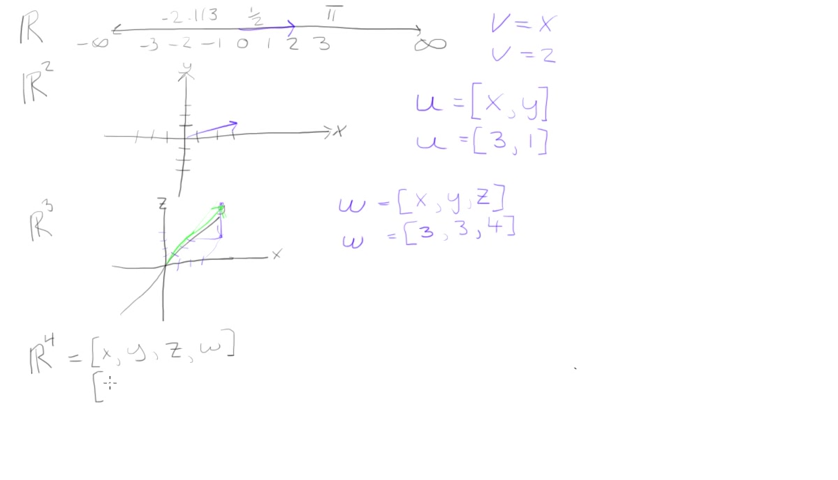 -2.113 1/2 π
ℝ
-∞ -3 -2 -1 0 1 2 3 ∞
V = x
V = 2
ℝ²
y
x
u = [x, y]
u = [3, 1]
ℝ³
z
x
w = [x, y, z]
w = [3, 3, 4]
ℝ⁴ = [x, y, z, w]
[